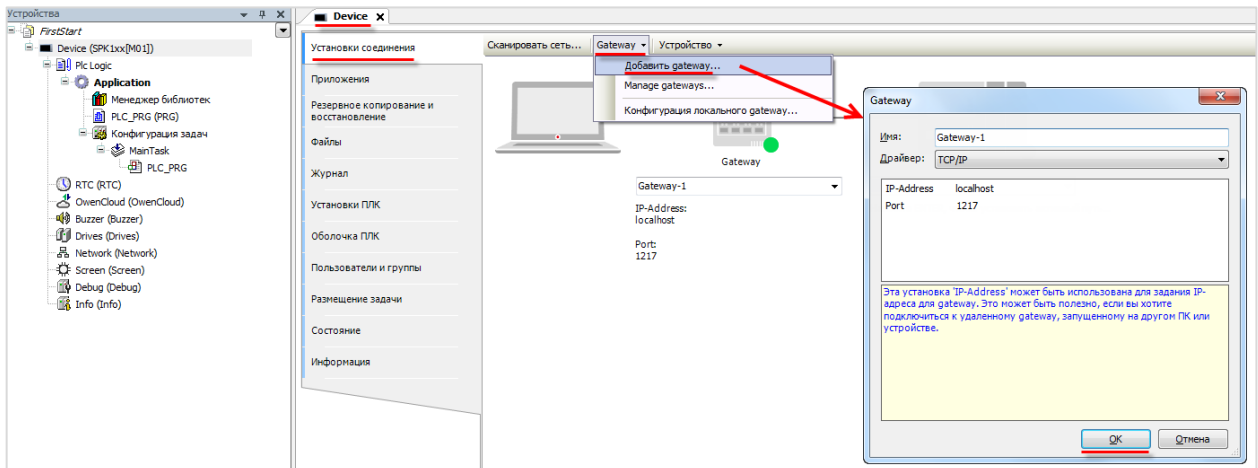 Устройства
FirstStart
Device (SPK1xx[M01])
Plc Logic
Application
Менеджер библиотек
PLC_PRG (PRG)
Конфигурация задач
MainTask
PLC_PRG
RTC (RTC)
OwenCloud (OwenCloud)
Buzzer (Buzzer)
Drives (Drives)
Network (Network)
Screen (Screen)
Debug (Debug)
Info (Info)
Device
Установки соединения
Приложения
Резервное копирование и
восстановление
Файлы
Журнал
Установки ПЛК
Оболочка ПЛК
Пользователи и группы
Размещение задачи
Состояние
Информация
Сканировать сеть... Gateway Устройство
Добавить gateway...
Manage gateways...
Конфигурация локального gateway...
Gateway
Gateway-1
IP-Address:
localhost
Port:
1217
Gateway
Имя: Gateway-1
Драйвер: TCP/IP
IP-Address localhost
Port 1217
Эта установка 'IP-Address' может быть использована для задания IP-
адреса для gateway. Это может быть полезно, если вы хотите
подключиться к удаленному gateway, запущенному на другом ПК или
устройстве.
OK Отмена